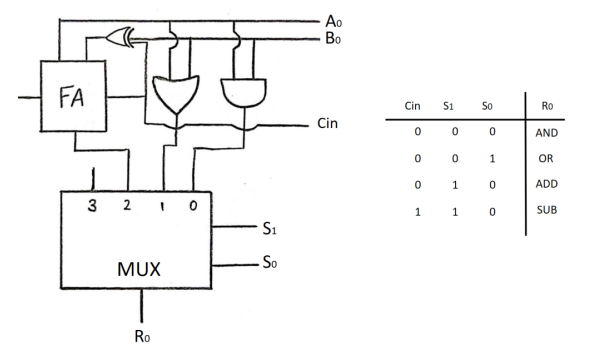 A0
B0
FA
Cin
3 2 1 0
S1
MUX
S0
R0
Cin S1 S0 R0
0 0 0 AND
0 0 1 OR
0 1 0 ADD
1 1 0 SUB